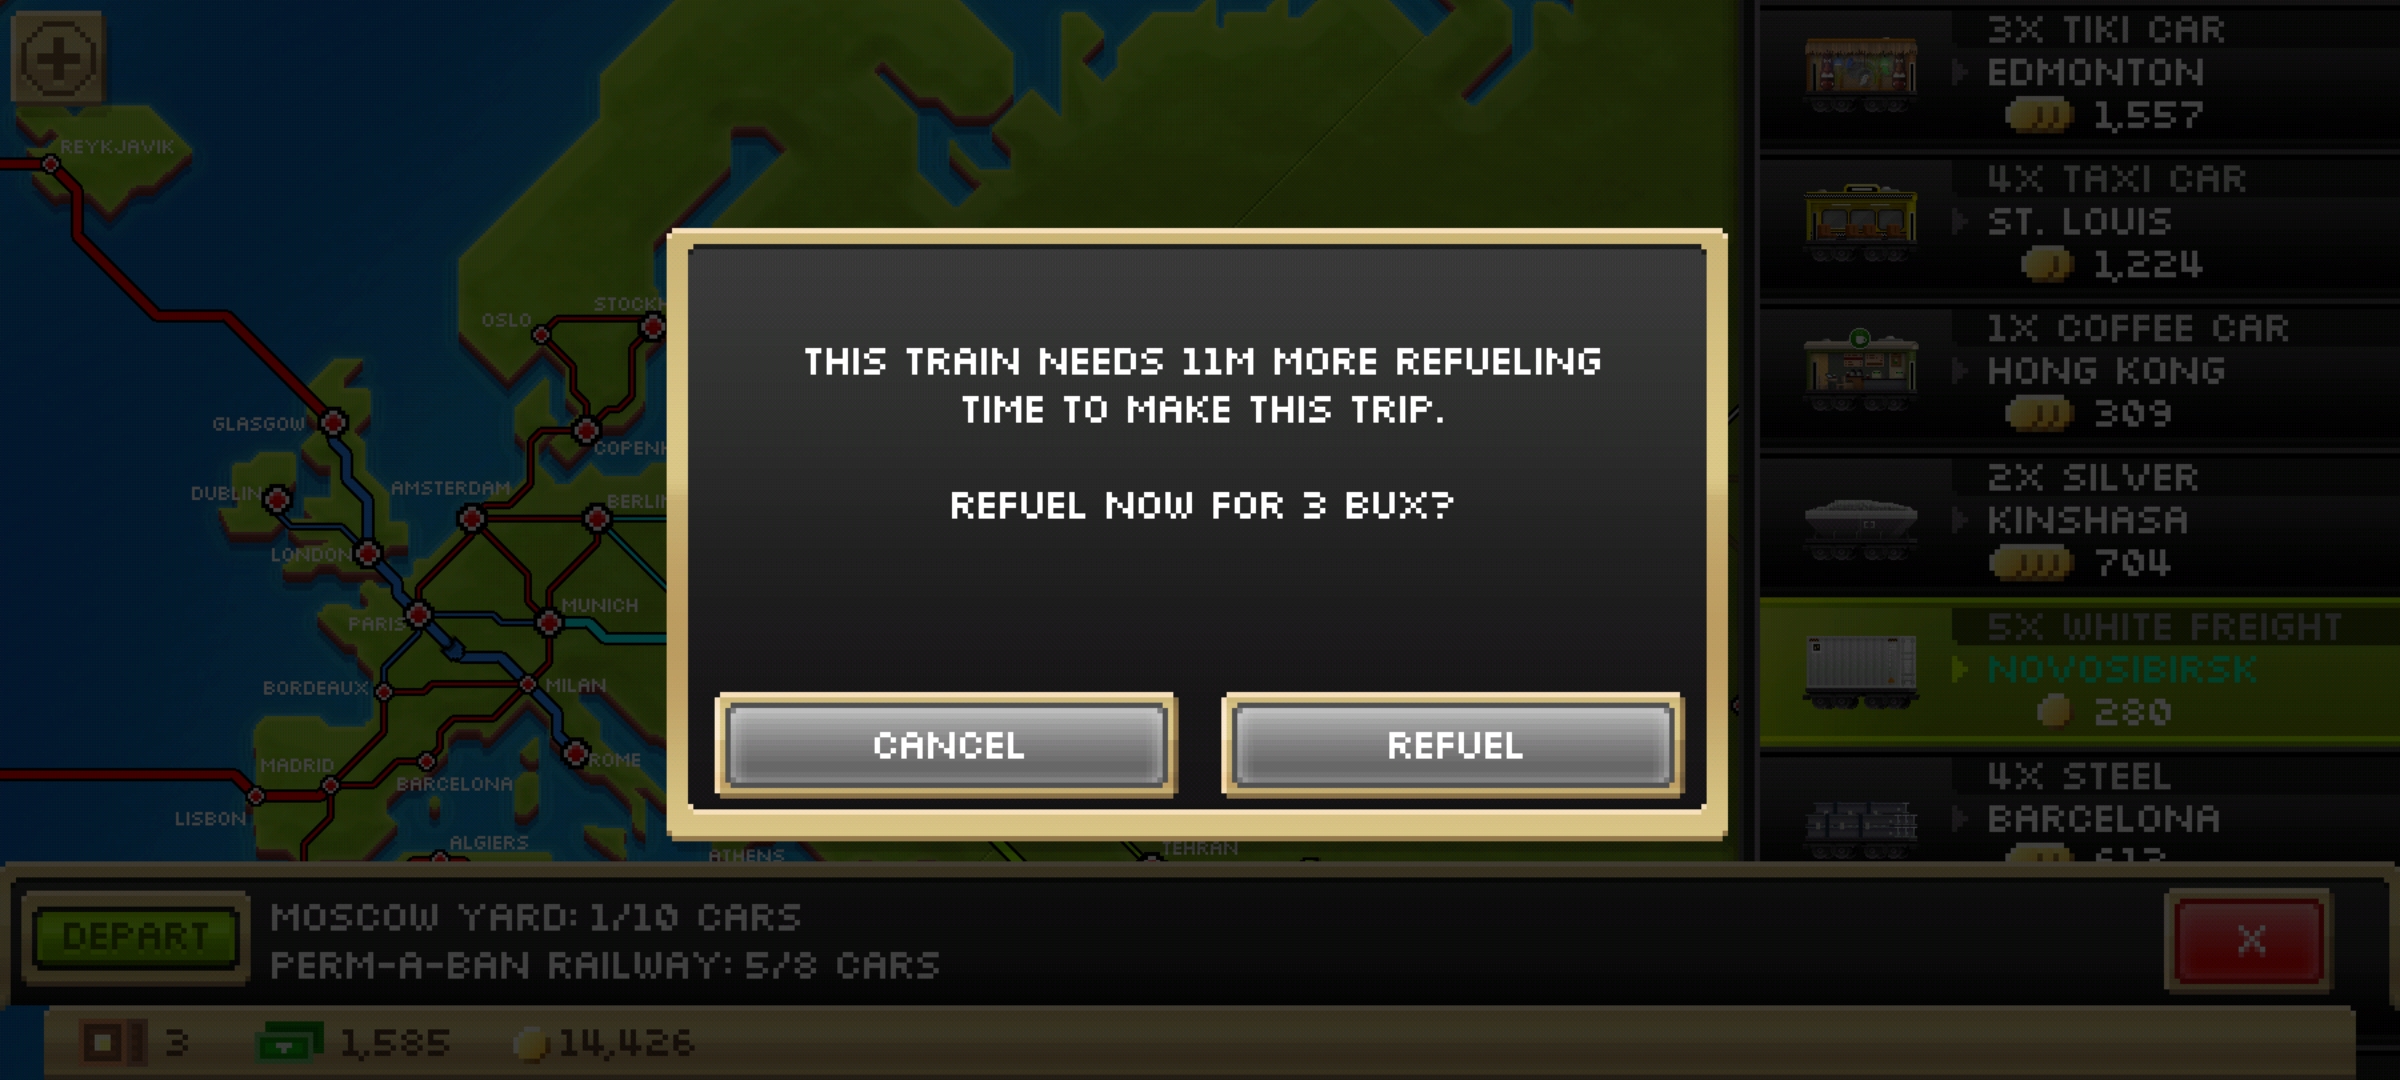 REYKJAVIK
OSLO
GLASGOW
DUBLIN
AMSTERDAM
LONDON
MUNICH
PARIS
BORDEAUX
MILAN
MADRID
ROME
BARCELONA
LISBON
ALGIERS
ATHENS
TEHRAN
THIS TRAIN NEEDS 11M MORE REFUELING
TIME TO MAKE THIS TRIP.
REFUEL NOW FOR 3 BUX?
CANCEL
REFUEL
3X TIKI CAR
EDMONTON
1,557
4X TAXI CAR
ST. LOUIS
1,224
1X COFFEE CAR
HONG KONG
309
2X SILVER
KINSHASA
704
5X WHITE FREIGHT
NOVOSIBIRSK
280
4X STEEL
BARCELONA
DEPART
MOSCOW YARD: 1/10 CARS
PERM-A-BAN RAILWAY: 5/8 CARS
X
3
1,585
14,426